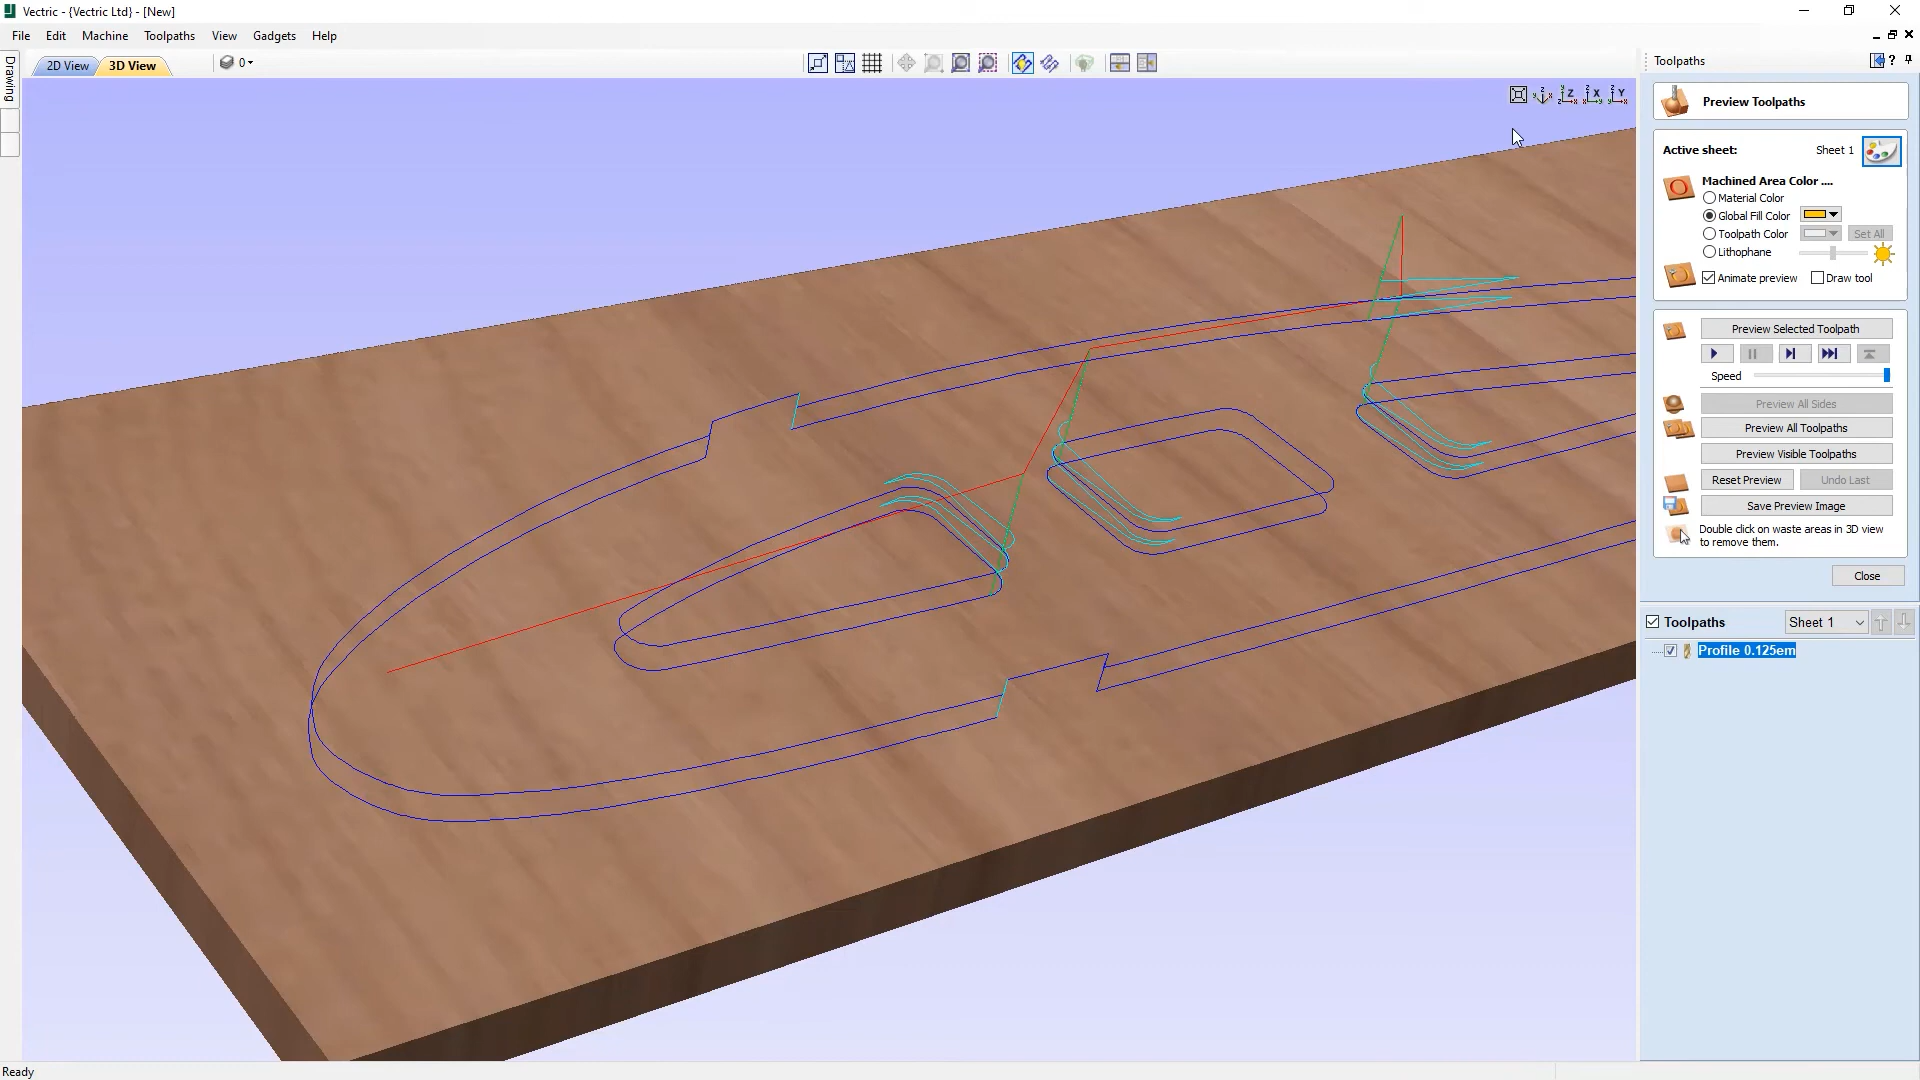 Vectric - {Vectric Ltd} - [New]
File Edit Machine Toolpaths View Gadgets Help
Drawing
2D View 3D View 0
Z X Y
Toolpaths ?
Preview Toolpaths
Active sheet: Sheet 1
Machined Area Color ....
Material Color
Global Fill Color
Toolpath Color Set All
Lithophane
Animate preview Draw tool
Preview Selected Toolpath
Speed
Preview All Sides
Preview All Toolpaths
Preview Visible Toolpaths
Reset Preview Undo Last
Save Preview Image
Double click on waste areas in 3D view
to remove them.
Close
Toolpaths Sheet 1
Profile 0.125em
Ready